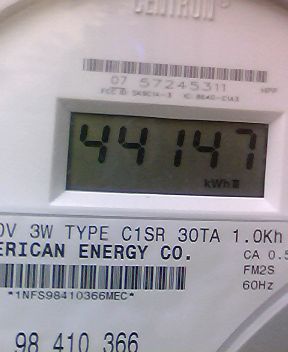 CENTRON
07 57245311
HPP
44147
kWh
0V 3W TYPE C1SR 30TA 1.0Kh
ERICAN ENERGY CO.
CA 0.5
FM2S
*1NFS98410366MEC*
60Hz
98 410 366